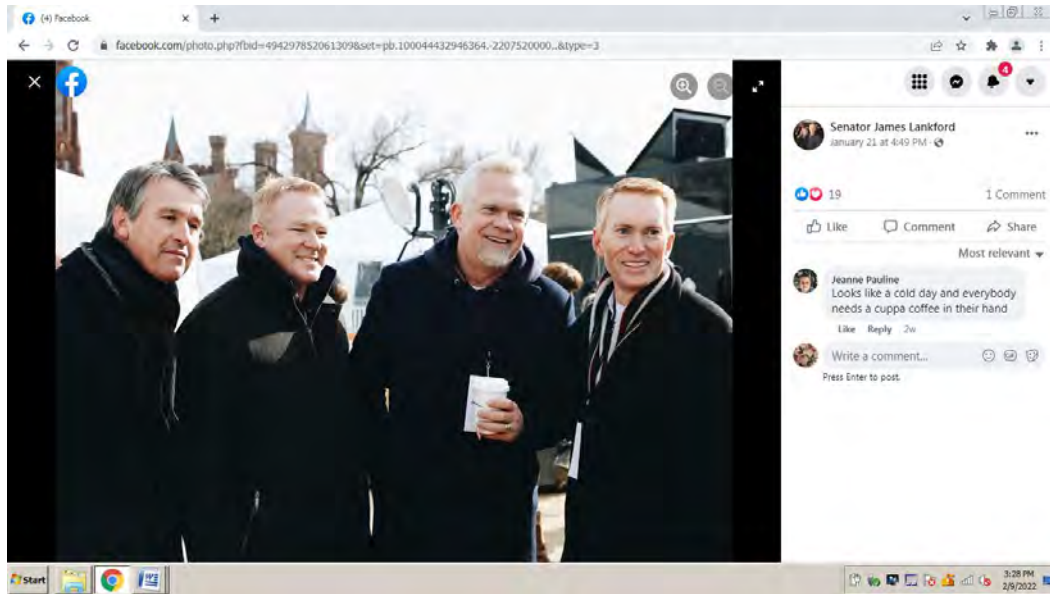 (4) Facebook
facebook.com/photo.php?fbid=494297852061309&set=pb.100044432946364.-2207520000..&type=3
4
Senator James Lankford
January 21 at 4:49 PM ·
19
1 Comment
Like Comment Share
Most relevant
Jeanne Pauline
Looks like a cold day and everybody
needs a cuppa coffee in their hand
Like Reply 2w
Write a comment...
GIF
Press Enter to post.
Start
3:28 PM
2/9/2022